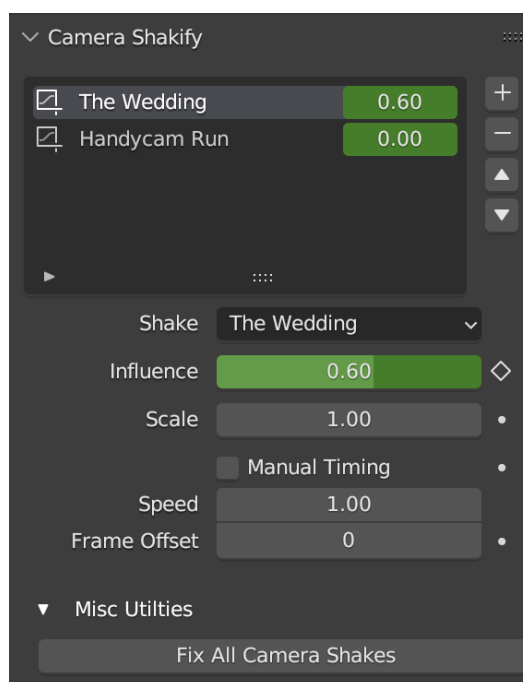 Camera Shakify
The Wedding 0.60
Handycam Run 0.00
Shake The Wedding
Influence 0.60
Scale 1.00
Manual Timing
Speed 1.00
Frame Offset 0
Misc Utilties
Fix All Camera Shakes